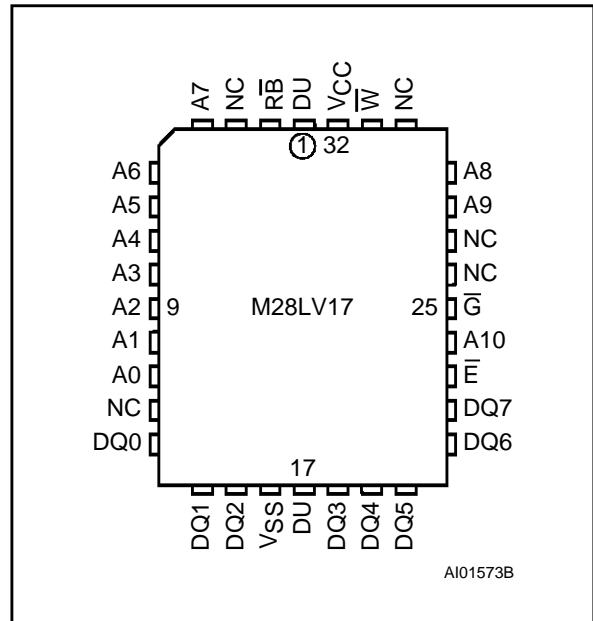 A7 NC R̅B̅ DU VCC W̅ NC
1 32
A6 A8
A5 A9
A4 NC
A3 NC
A2 9 M28LV17 25 G̅
A1 A10
A0 E̅
NC DQ7
DQ0 DQ6
17
DQ1 DQ2 VSS DU DQ3 DQ4 DQ5
AI01573B